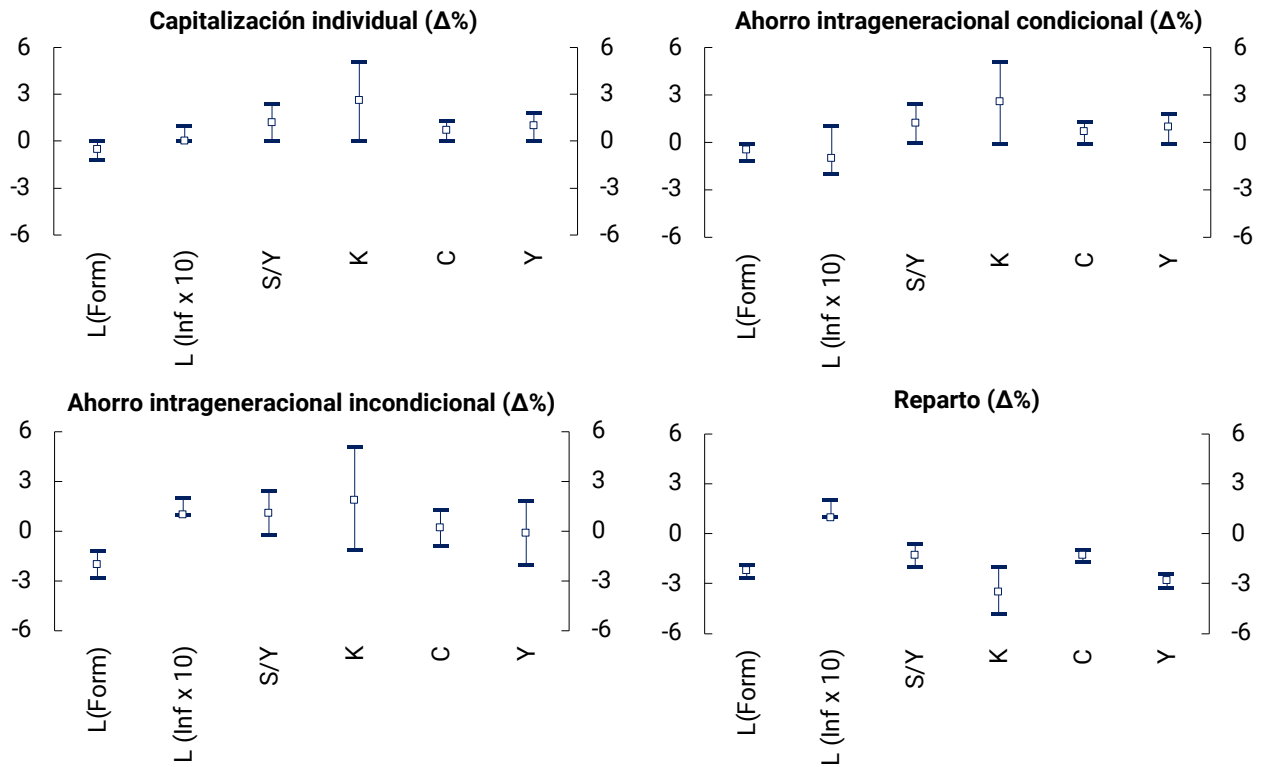 Capitalización individual (Δ%)
6 6
3 3
0 0
-3 -3
-6 -6
L(Form)
L (Inf x 10)
S/Y
K
C
Y
Ahorro intrageneracional condicional (Δ%)
6 6
3 3
0 0
-3 -3
-6 -6
L(Form)
L (Inf x 10)
S/Y
K
C
Y
Ahorro intrageneracional incondicional (Δ%)
6 6
3 3
0 0
-3 -3
-6 -6
L(Form)
L (Inf x 10)
S/Y
K
C
Y
Reparto (Δ%)
6 6
3 3
0 0
-3 -3
-6 -6
L(Form)
L (Inf x 10)
S/Y
K
C
Y